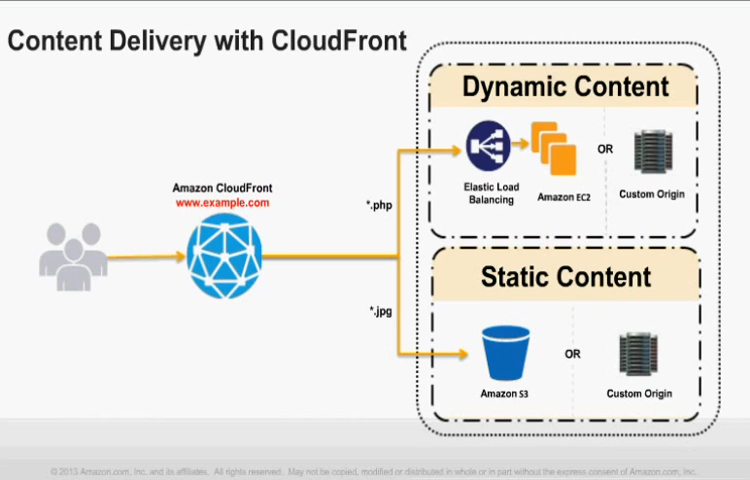 Content Delivery with CloudFront
Dynamic Content
Elastic Load
Balancing
Amazon EC2
OR
Custom Origin
Amazon CloudFront
www.example.com
*.php
*.jpg
Static Content
Amazon S3
OR
Custom Origin
© 2013 Amazon.com, Inc. and its affiliates. All rights reserved. May not be copied, modified or distributed in whole or in part without the express consent of Amazon.com, Inc.